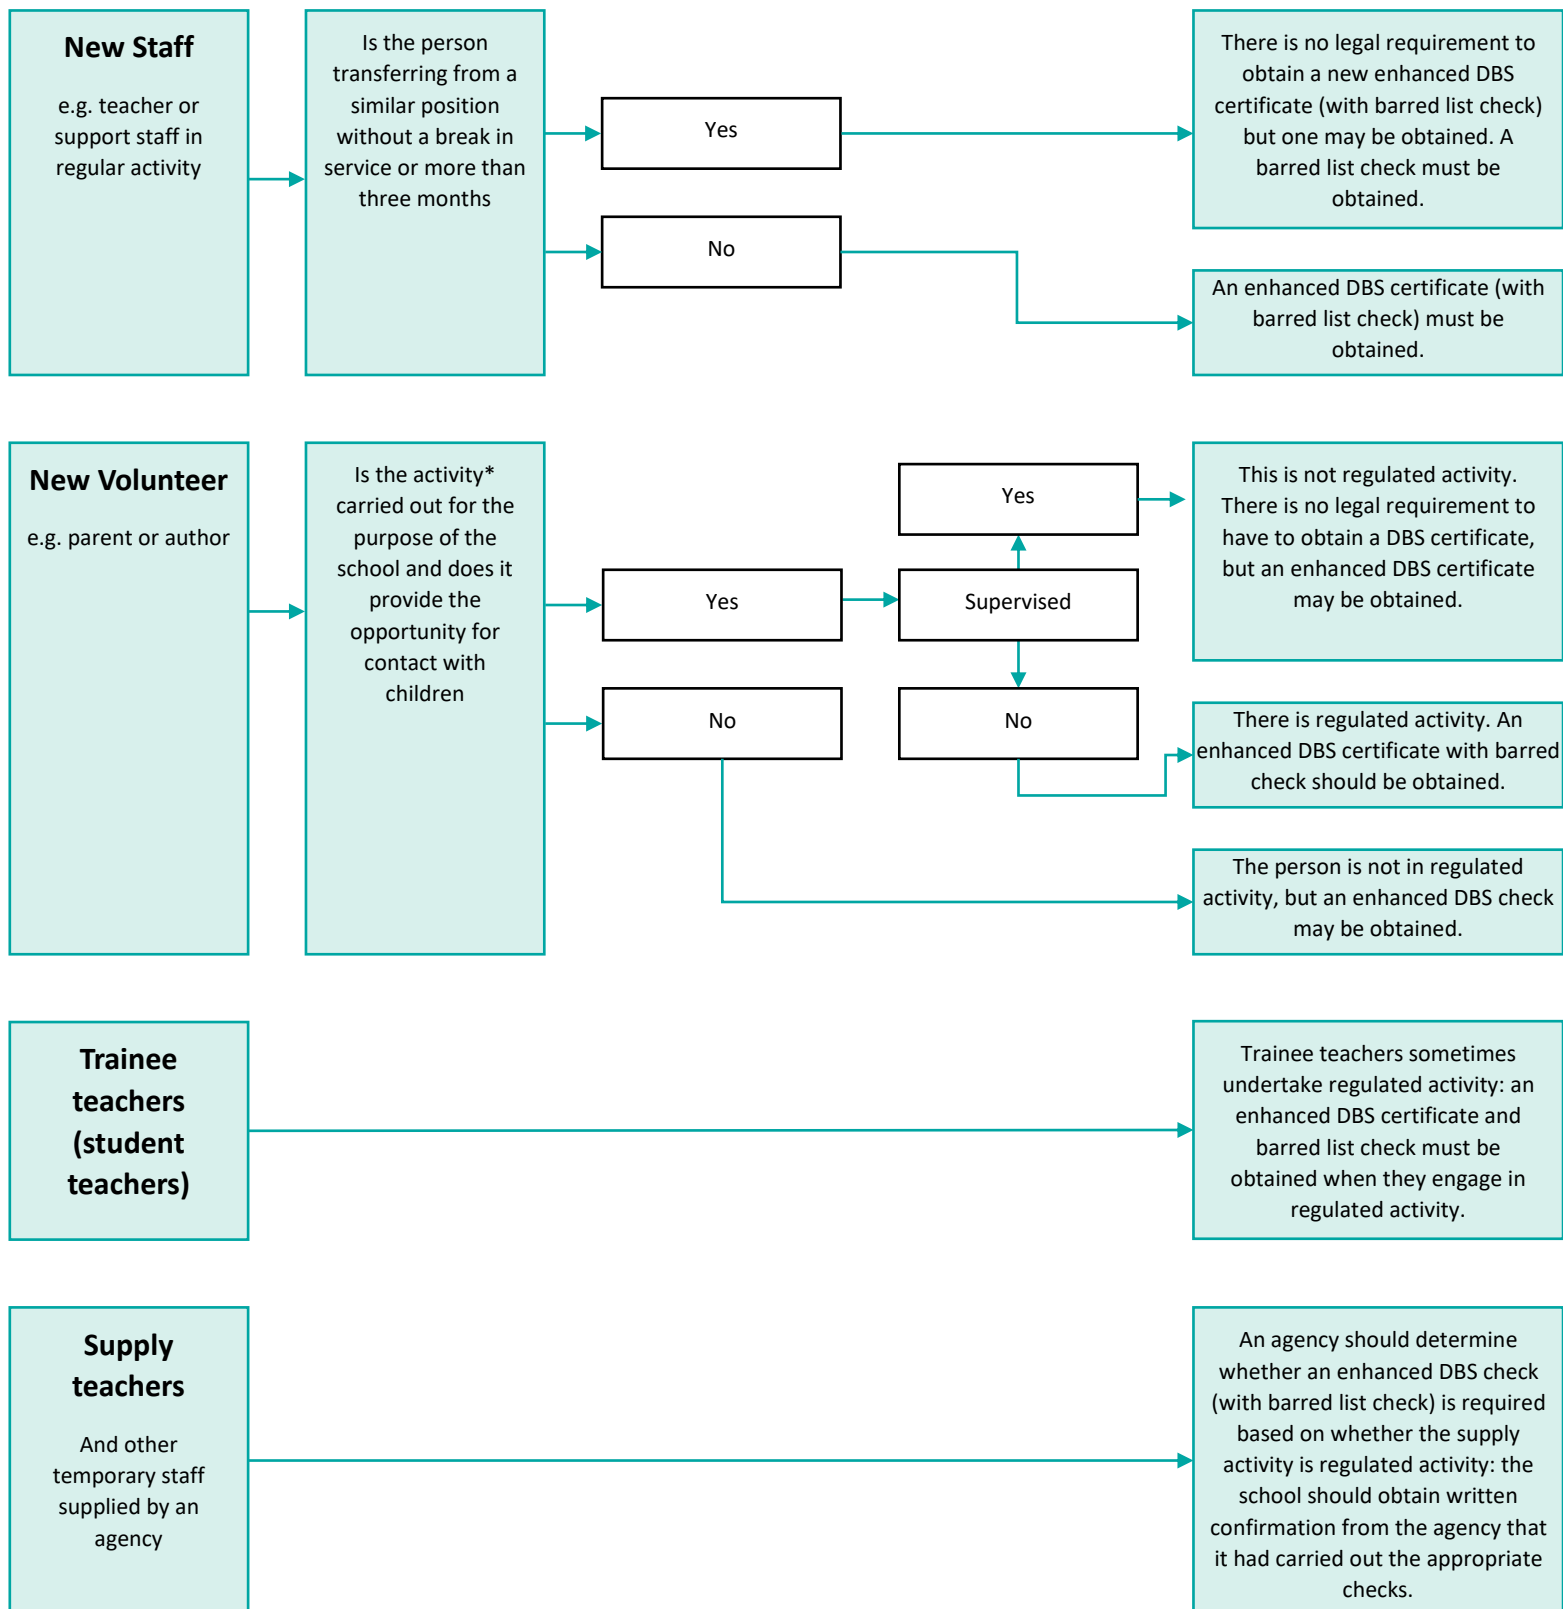 New Staff
e.g. teacher or
support staff in
regular activity
Is the person
transferring from a
similar position
without a break in
service or more than
three months
Yes
No
There is no legal requirement to
obtain a new enhanced DBS
certificate (with barred list check)
but one may be obtained. A
barred list check must be
obtained.
An enhanced DBS certificate (with
barred list check) must be
obtained.
New Volunteer
e.g. parent or author
Is the activity*
carried out for the
purpose of the
school and does it
provide the
opportunity for
contact with
children
Yes
No
Yes
Supervised
No
This is not regulated activity.
There is no legal requirement to
have to obtain a DBS certificate,
but an enhanced DBS certificate
may be obtained.
There is regulated activity. An
enhanced DBS certificate with barred
check should be obtained.
The person is not in regulated
activity, but an enhanced DBS check
may be obtained.
Trainee
teachers
(student
teachers)
Trainee teachers sometimes
undertake regulated activity: an
enhanced DBS certificate and
barred list check must be
obtained when they engage in
regulated activity.
Supply
teachers
And other
temporary staff
supplied by an
agency
An agency should determine
whether an enhanced DBS check
(with barred list check) is required
based on whether the supply
activity is regulated activity: the
school should obtain written
confirmation from the agency that
it had carried out the appropriate
checks.